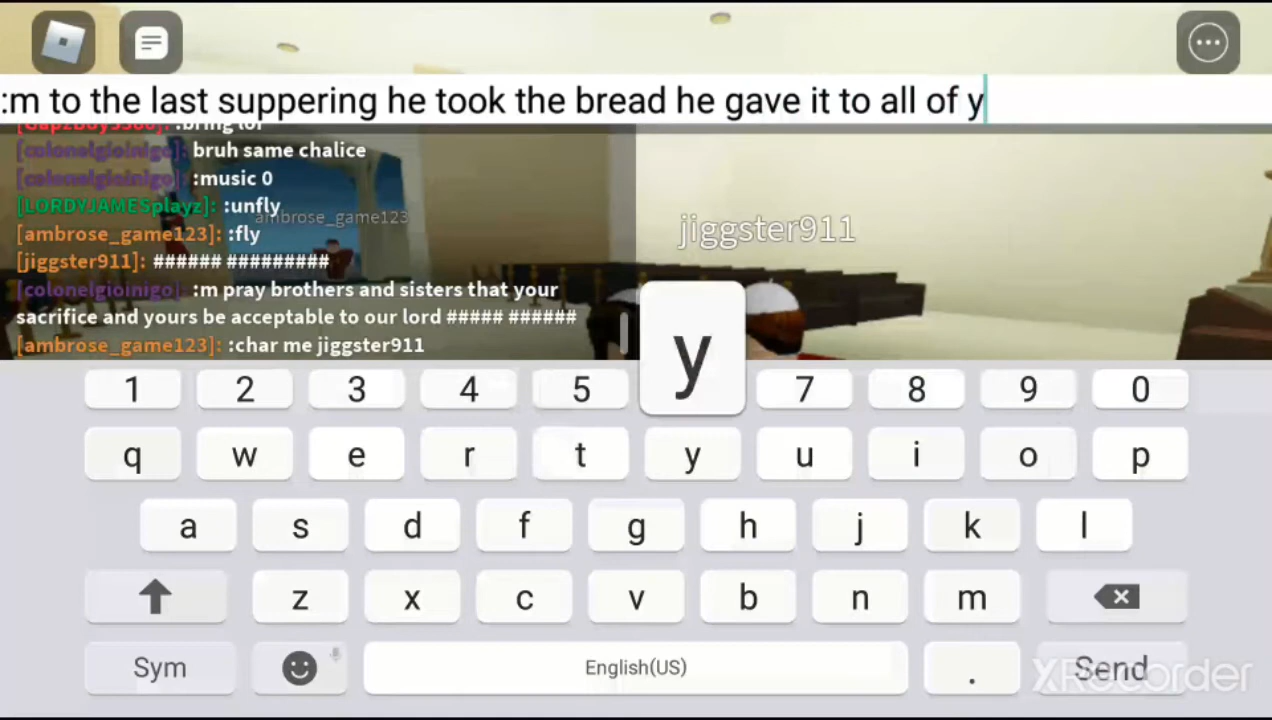 :m to the last suppering he took the bread he gave it to all of y
[colonelgioinigo]: bruh same chalice
[colonelgioinigo]: :music 0
[LORDYJAMESplayz]: :unfly
ambrose_game123
[ambrose_game123]: :fly
jiggster911
[jiggster911]: ###### #########
[colonelgioinigo]: :m pray brothers and sisters that your
sacrifice and yours be acceptable to our lord ##### ######
[ambrose_game123]: :char me jiggster911
y
1 2 3 4 5 7 8 9 0
q w e r t y u i o p
a s d f g h j k l
z x c v b n m
Sym English(US) . Send
XRecorder